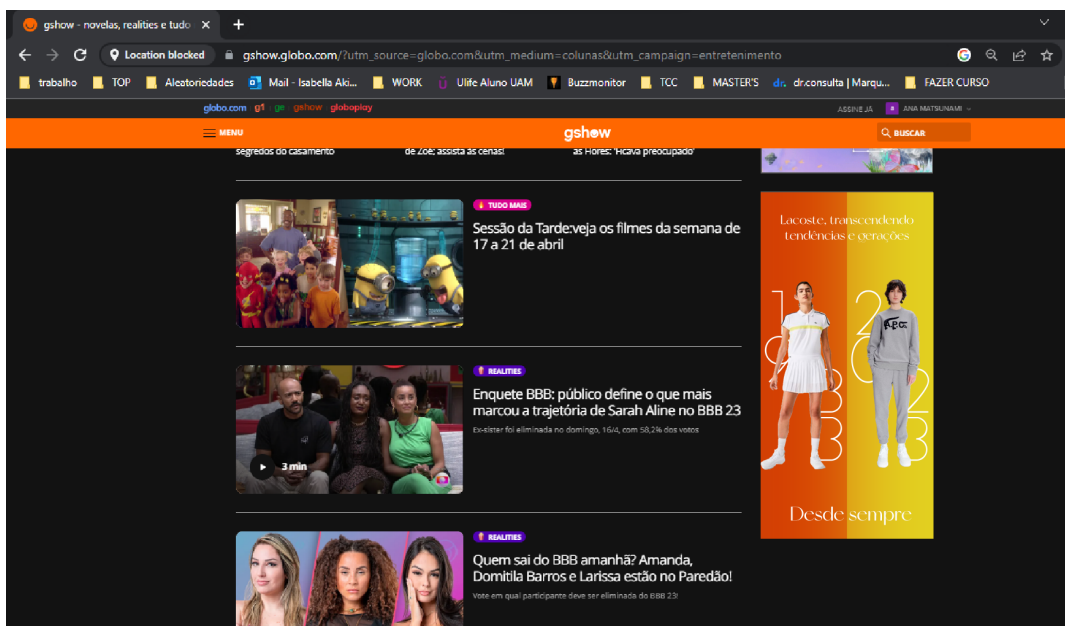 gshow - novelas, realities e tudo
Location blocked
gshow.globo.com/?utm_source=globo.com&utm_medium=colunas&utm_campaign=entretenimento
trabalho TOP Aleatoriedades Mail - Isabella Aki... WORK Ulife Aluno UAM Buzzmonitor TCC MASTER'S dr. dr.consulta | Marqu... FAZER CURSO
globo.com g1 ge gshow globoplay ASSINE JÁ ANA MATSUNAMI
MENU gshow BUSCAR
segredos do casamento de Zoé; assista às cenas! as Flores: 'Ficava preocupado'
TUDO MAIS
Sessão da Tarde:veja os filmes da semana de
17 a 21 de abril
REALITIES
Enquete BBB: público define o que mais
marcou a trajetória de Sarah Aline no BBB 23
Ex-sister foi eliminada no domingo, 16/4, com 58,2% dos votos
3 min
REALITIES
Quem sai do BBB amanhã? Amanda,
Domitila Barros e Larissa estão no Paredão!
Vote em qual participante deve ser eliminada do BBB 23!
Lacoste, transcendendo
tendências e gerações
1933
2023
Desde sempre